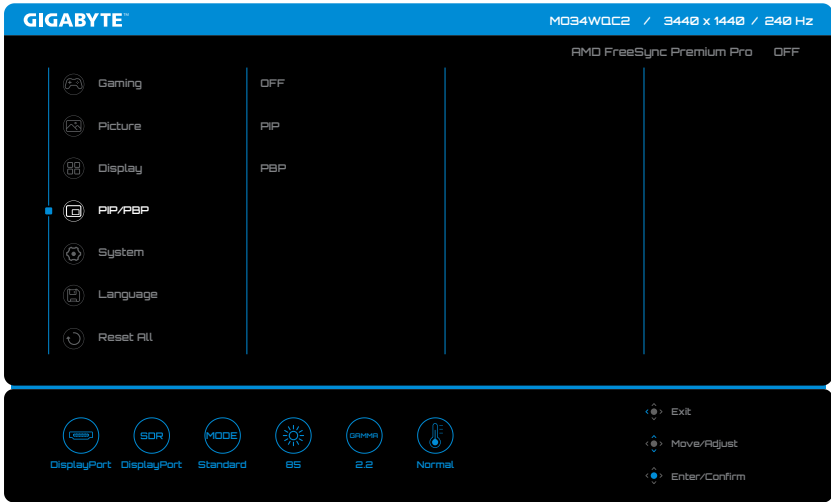 GIGABYTE™
MO34WQC2 / 3440 x 1440 / 240 Hz
AMD FreeSync Premium Pro OFF
Gaming OFF
Picture PIP
Display PBP
PIP/PBP
System
Language
Reset All
SDR MODE GAMMA
DisplayPort DisplayPort Standard 85 2.2 Normal
Exit
Move/Adjust
Enter/Confirm